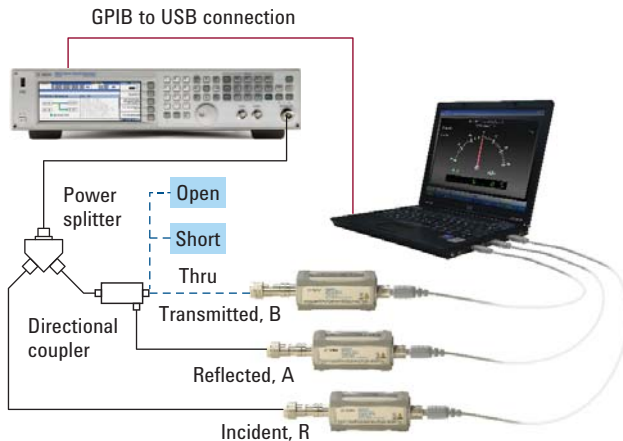 GPIB to USB connection
Power
splitter
Open
Short
Thru
Transmitted, B
Directional
coupler
Reflected, A
Incident, R